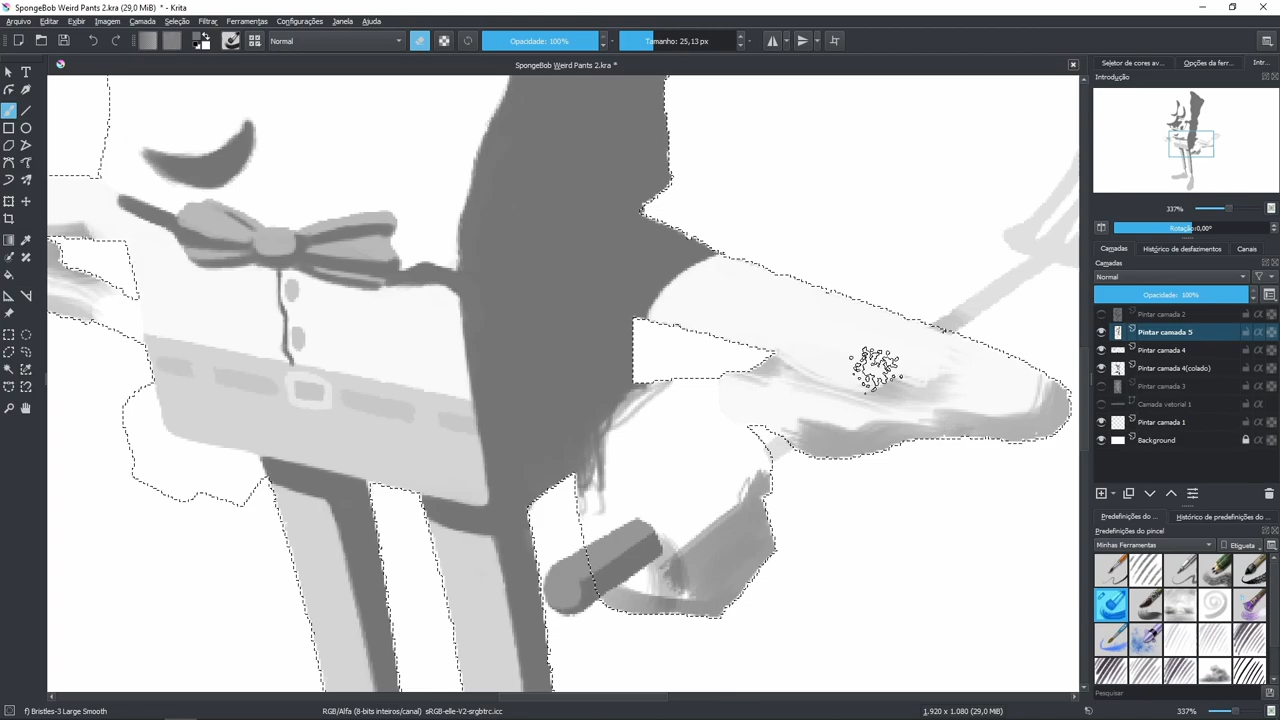 SpongeBob Weird Pants 2.kra (29,0 MiB) * - Krita
Arquivo Editar Exibir Imagem Camada Seleção Filtrar Ferramentas Configurações Janela Ajuda
Normal Opacidade: 100% Tamanho: 25,13 px
SpongeBob Weird Pants 2.kra *
Seletor de cores av... Opções da ferr... Intr...
Introdução
337%
Rotação:0,00°
Camadas Histórico de desfazimentos Canais
Camadas
Normal
Opacidade: 100%
Pintar camada 2
Pintar camada 5
Pintar camada 4
Pintar camada 4(colado)
Pintar camada 3
Camada vetorial 1
Pintar camada 1
Background
Predefinições do ... Histórico de predefinições do ...
Predefinições do pincel
Minhas Ferramentas Etiqueta
Pesquisar
f) Bristles-3 Large Smooth RGB/Alfa (8-bits inteiros/canal) sRGB-elle-V2-srgbtrc.icc 1.920 x 1.080 (29,0 MiB) 337%